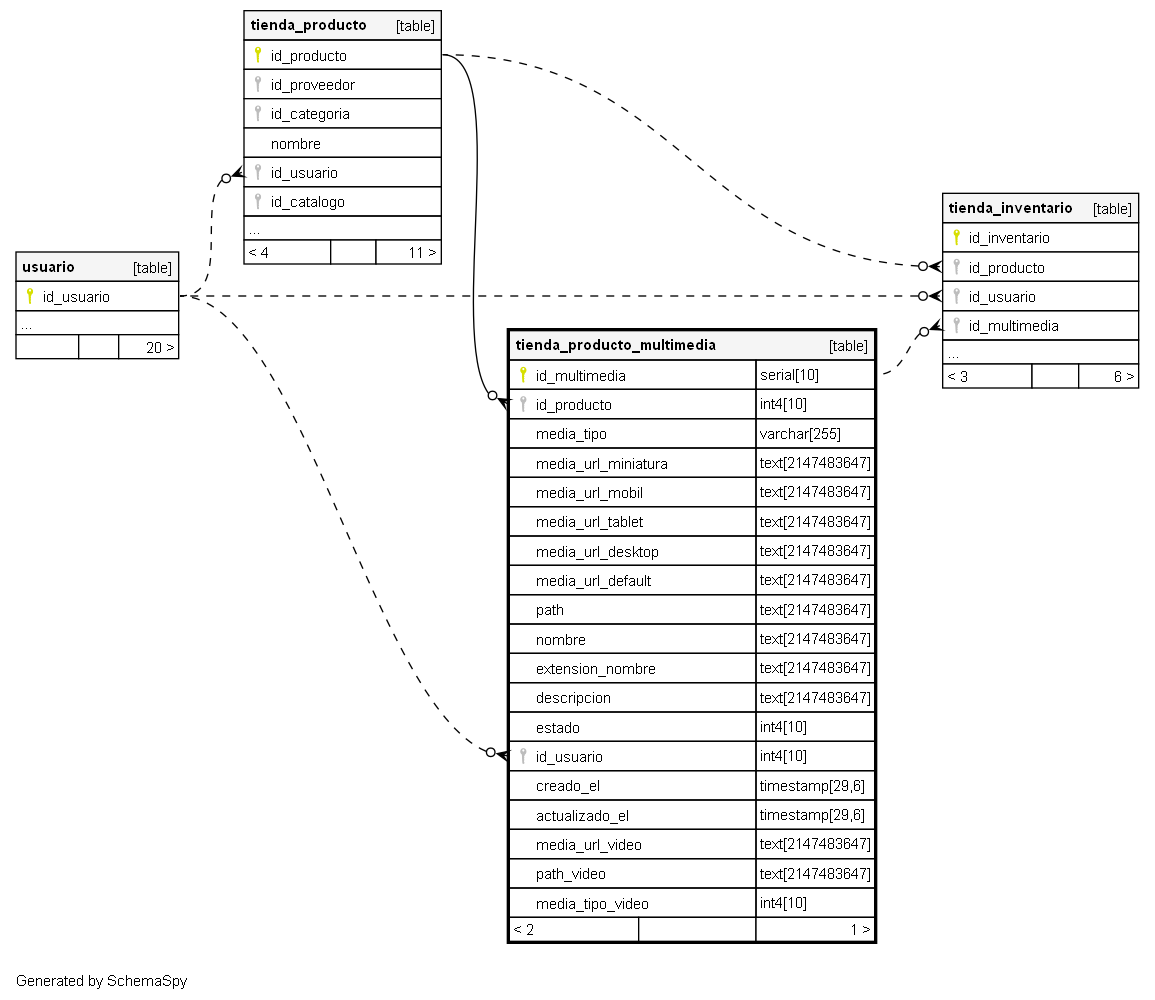 tienda_producto [table]
id_producto
id_proveedor
id_categoria
nombre
id_usuario
id_catalogo
...
< 4 11 >
usuario [table]
id_usuario
...
20 >
tienda_inventario [table]
id_inventario
id_producto
id_usuario
id_multimedia
...
< 3 6 >
tienda_producto_multimedia [table]
id_multimedia serial[10]
id_producto int4[10]
media_tipo varchar[255]
media_url_miniatura text[2147483647]
media_url_mobil text[2147483647]
media_url_tablet text[2147483647]
media_url_desktop text[2147483647]
media_url_default text[2147483647]
path text[2147483647]
nombre text[2147483647]
extension_nombre text[2147483647]
descripcion text[2147483647]
estado int4[10]
id_usuario int4[10]
creado_el timestamp[29,6]
actualizado_el timestamp[29,6]
media_url_video text[2147483647]
path_video text[2147483647]
media_tipo_video int4[10]
< 2 1 >
Generated by SchemaSpy